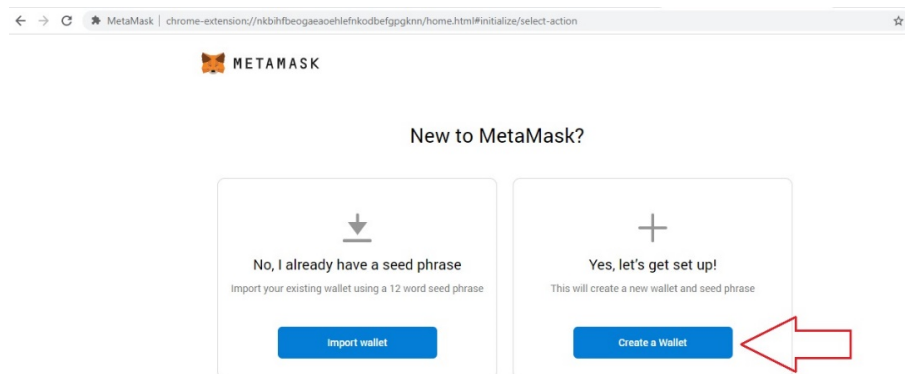 MetaMask | chrome-extension://nkbihfbeogaeaoehlefnkodbefgpgknn/home.html#initialize/select-action
METAMASK
New to MetaMask?
No, I already have a seed phrase
Import your existing wallet using a 12 word seed phrase
Import wallet
Yes, let's get set up!
This will create a new wallet and seed phrase
Create a Wallet